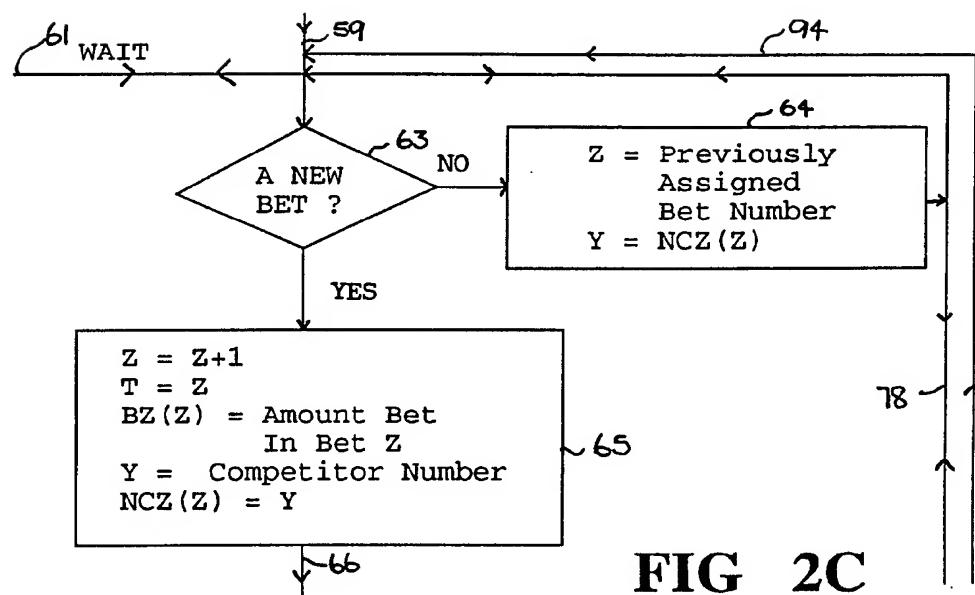 61 WAIT
59
94
63
A NEW
BET ?
NO
64
Z = Previously
Assigned
Bet Number
Y = NCZ(Z)
YES
Z = Z+1
T = Z
BZ(Z) = Amount Bet
In Bet Z
Y = Competitor Number
NCZ(Z) = Y
65
78
66
FIG 2C